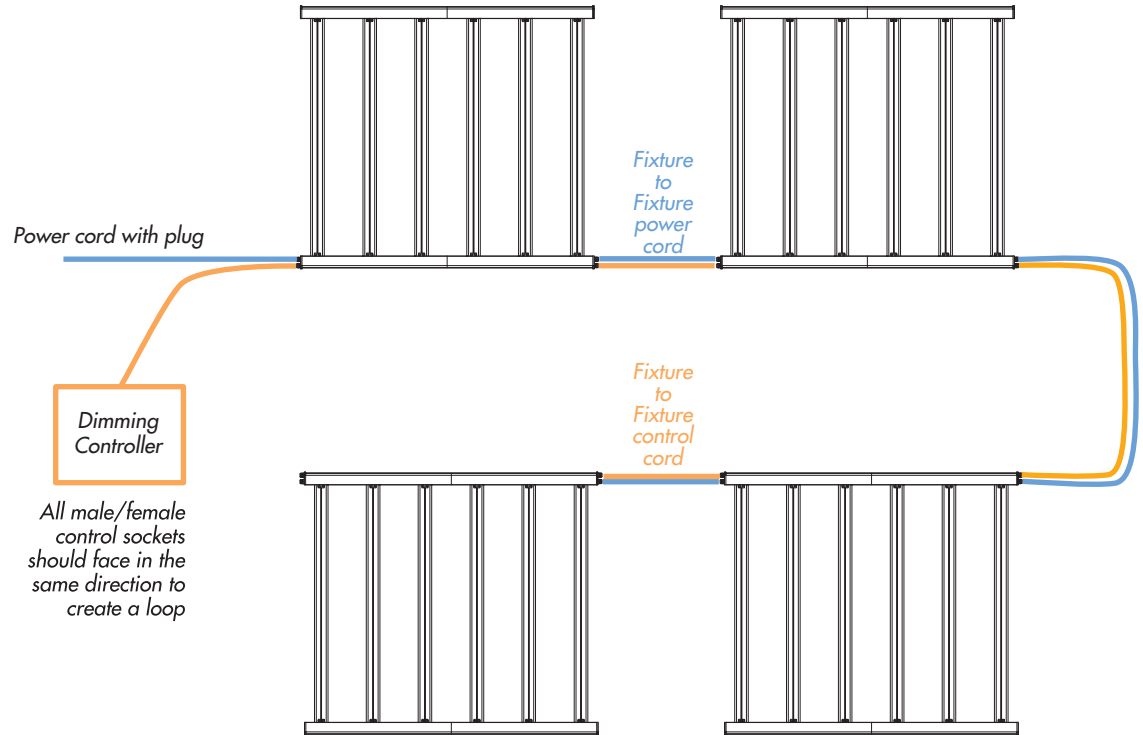 Fixture
to
Fixture
power
cord
Power cord with plug
Fixture
to
Fixture
control
cord
Dimming
Controller
All male/female
control sockets
should face in the
same direction to
create a loop